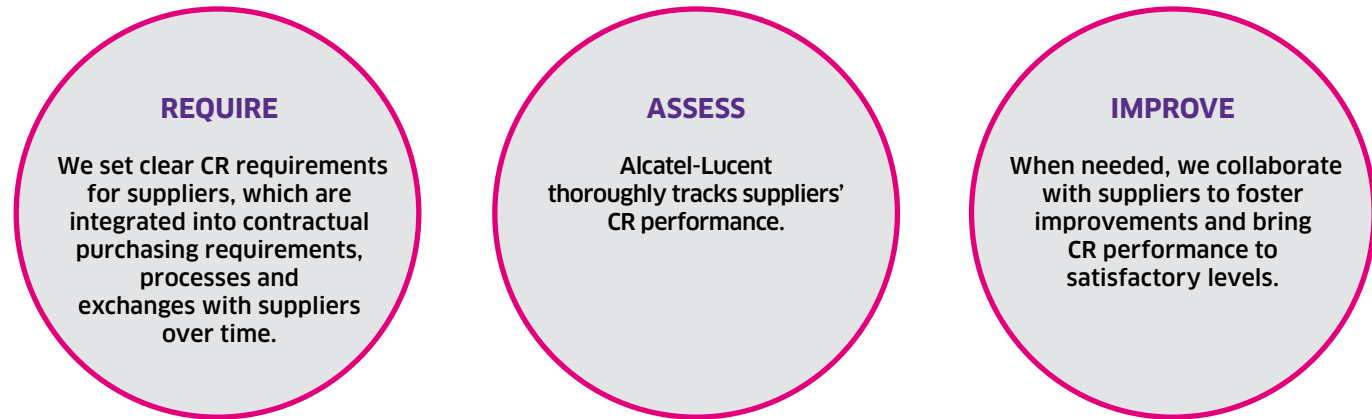 REQUIRE
We set clear CR requirements
for suppliers, which are
integrated into contractual
purchasing requirements,
processes and
exchanges with suppliers
over time.
ASSESS
Alcatel-Lucent
thoroughly tracks suppliers’
CR performance.
IMPROVE
When needed, we collaborate
with suppliers to foster
improvements and bring
CR performance to
satisfactory levels.